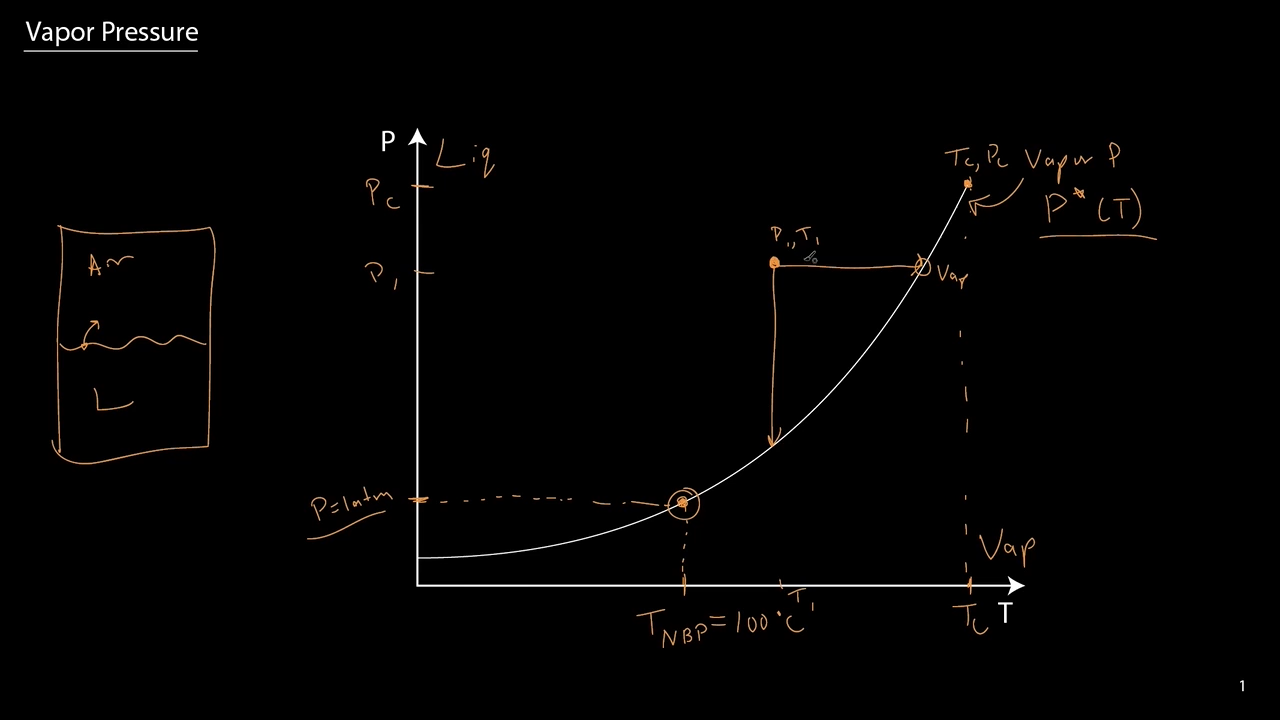 Vapor Pressure
P
Liq
Pc
Tc, Pc
Vapor P
P*(T)
P1, T1
P1
Vap
Air
L
P=1atm
Vap
T1
TNBP=100°C
Tc
T
1